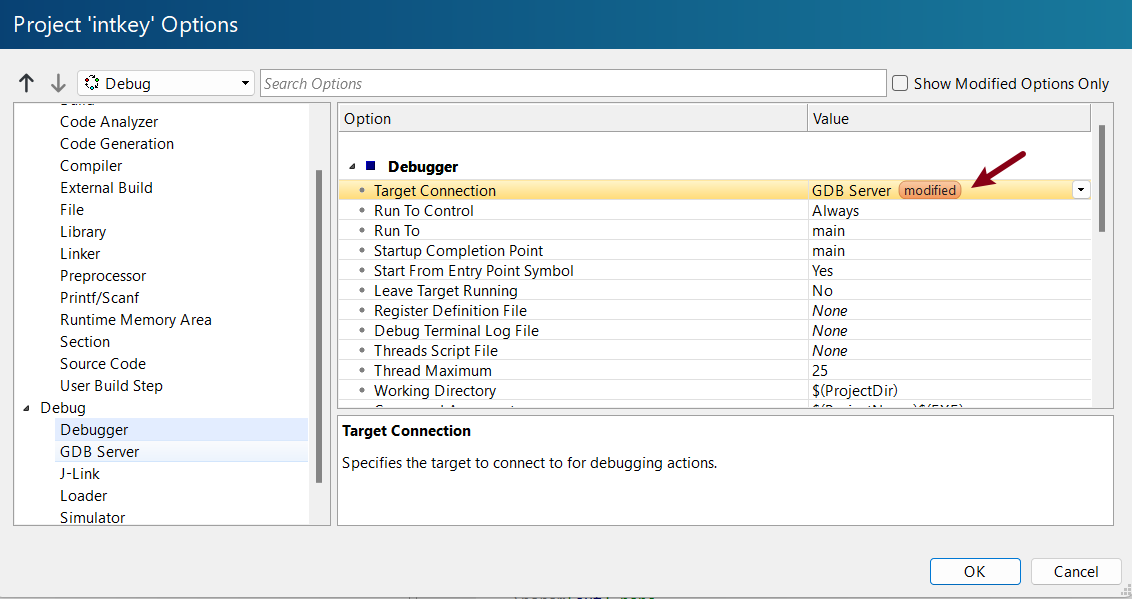 Project 'intkey' Options
Debug
Search Options
Show Modified Options Only
Code Analyzer
Code Generation
Compiler
External Build
File
Library
Linker
Preprocessor
Printf/Scanf
Runtime Memory Area
Section
Source Code
User Build Step
Debug
Debugger
GDB Server
J-Link
Loader
Simulator
Option Value
Debugger
Target Connection GDB Server modified
Run To Control Always
Run To main
Startup Completion Point main
Start From Entry Point Symbol Yes
Leave Target Running No
Register Definition File None
Debug Terminal Log File None
Threads Script File None
Thread Maximum 25
Working Directory $(ProjectDir)
Target Connection
Specifies the target to connect to for debugging actions.
OK Cancel